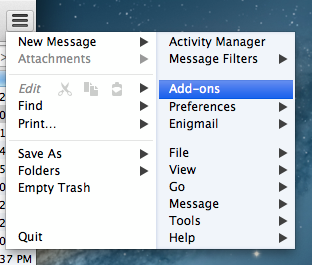 New Message
Attachments
Edit
Find
Print...
Save As
Folders
Empty Trash
Quit
Activity Manager
Message Filters
Add-ons
Preferences
Enigmail
File
View
Go
Message
Tools
Help
37 PM